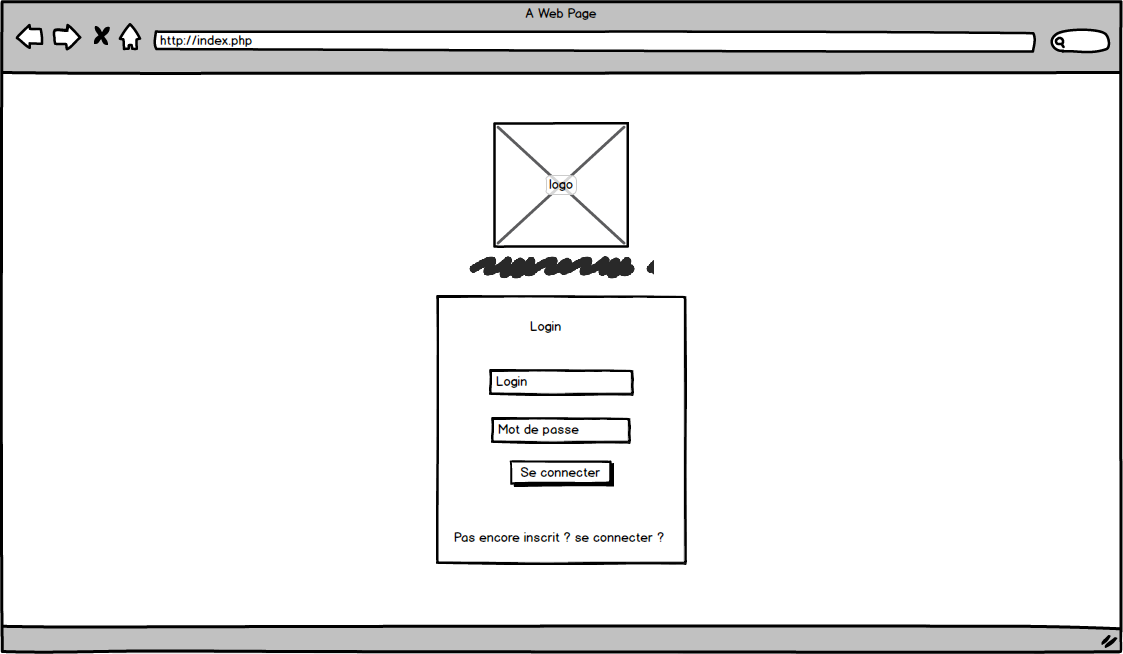 A Web Page
http://index.php
logo
Login
Login
Mot de passe
Se connecter
Pas encore inscrit ? se connecter ?